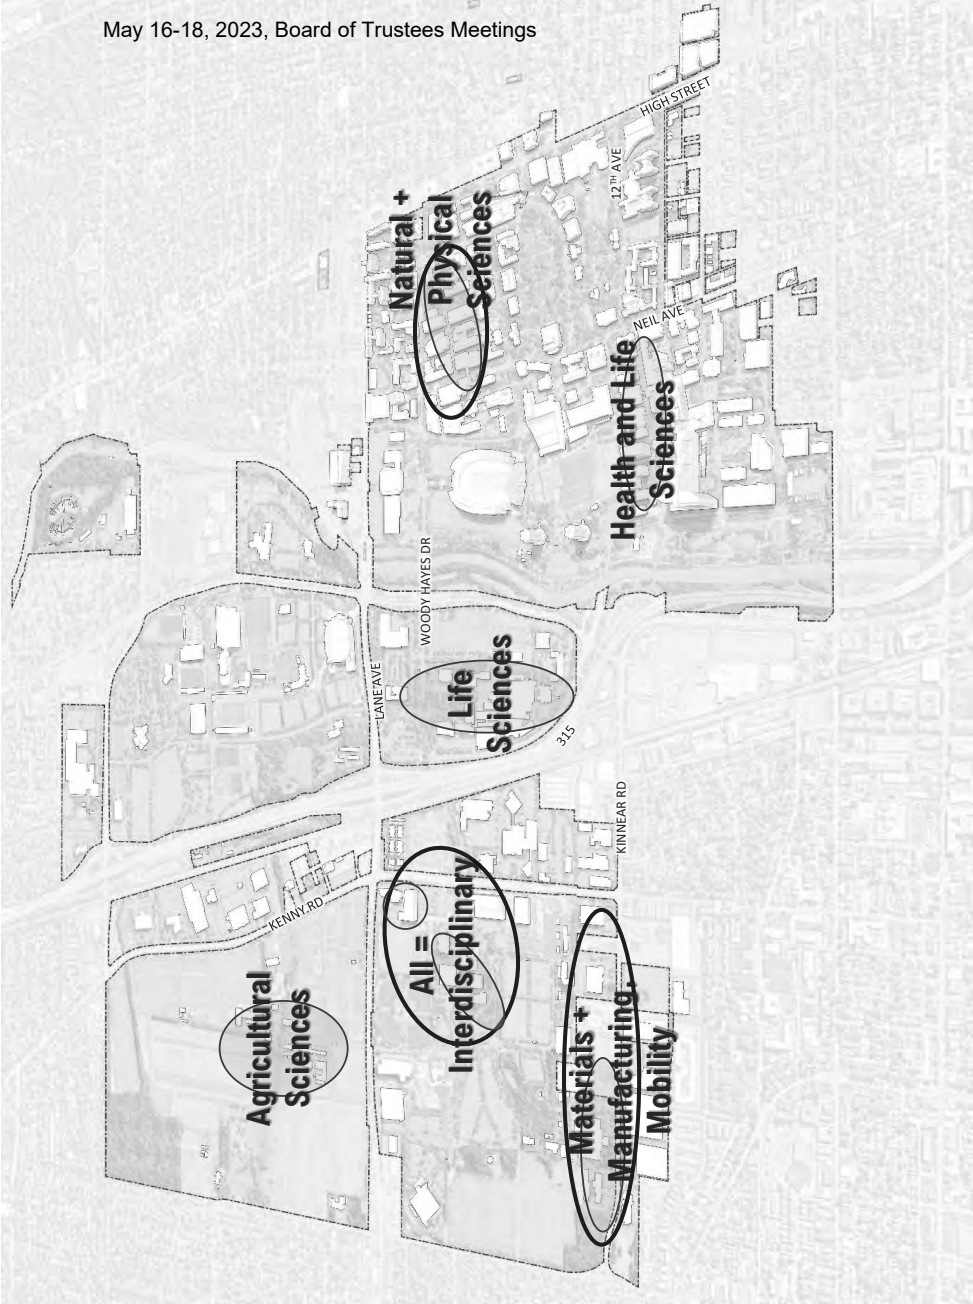 May 16-18, 2023, Board of Trustees Meetings
HIGH STREET
12TH AVE
Natural +
Physical
Sciences
NEIL AVE
Health and Life
Sciences
WOODY HAYES DR
LANE AVE
Life
Sciences
315
KINNEAR RD
KENNY RD
All =
Interdisciplinary
Agricultural
Sciences
Materials +
Manufacturing,
Mobility